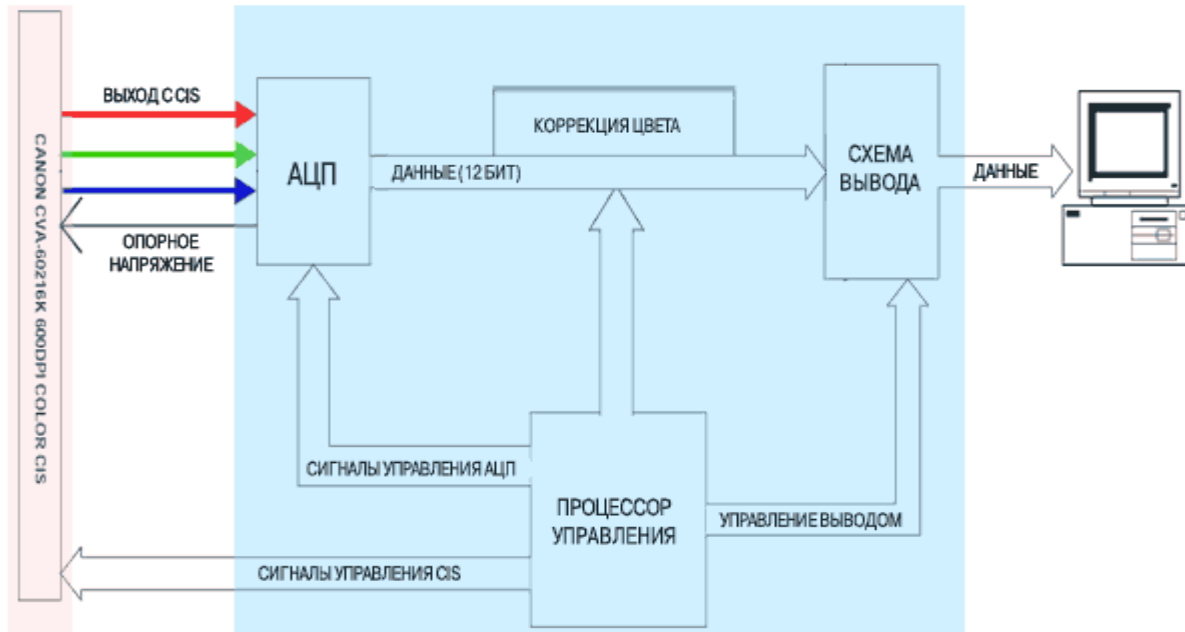 CANON CVA-60216K 600DPI COLOR CIS
ВЫХОД С CIS
КОРРЕКЦИЯ ЦВЕТА
АЦП
ДАННЫЕ (12 БИТ)
СХЕМА
ВЫВОДА
ДАННЫЕ
ОПОРНОЕ
НАПРЯЖЕНИЕ
СИГНАЛЫ УПРАВЛЕНИЯ АЦП
ПРОЦЕССОР
УПРАВЛЕНИЯ
УПРАВЛЕНИЕ ВЫВОДОМ
СИГНАЛЫ УПРАВЛЕНИЯ CIS